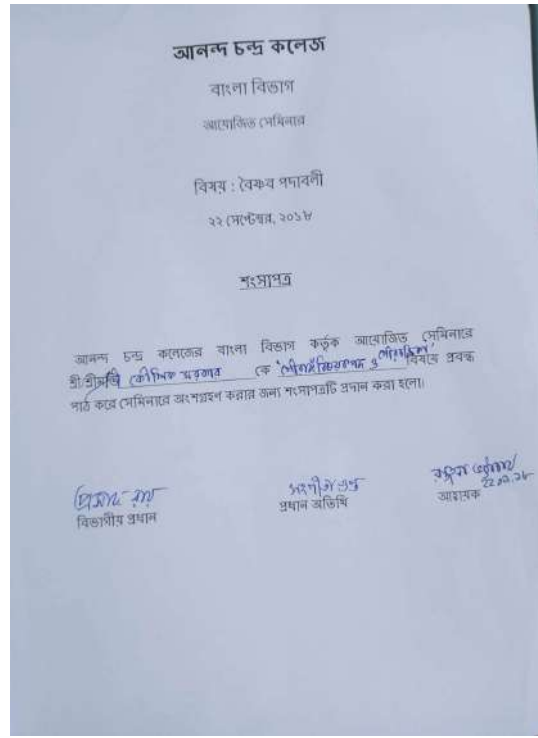 আনন্দ চন্দ্র কলেজ
বাংলা বিভাগ
আয়োজিত সেমিনার
বিষয় : বৈষ্ণব পদাবলী
২২ সেপ্টেম্বর, ২০১৮
শংসাপত্র
আনন্দ চন্দ্র কলেজের বাংলা বিভাগ কর্তৃক আয়োজিত সেমিনারে
শ্রী/শ্রীমতি কৌশিক সরকার কে ও বিষয়ে প্রবন্ধ
পাঠ করে সেমিনারে অংশগ্রহণ করার জন্য শংসাপত্রটি প্রদান করা হলো।
প্রসাদ রায়
বিভাগীয় প্রধান
প্রধান অতিথি
আহ্বায়ক